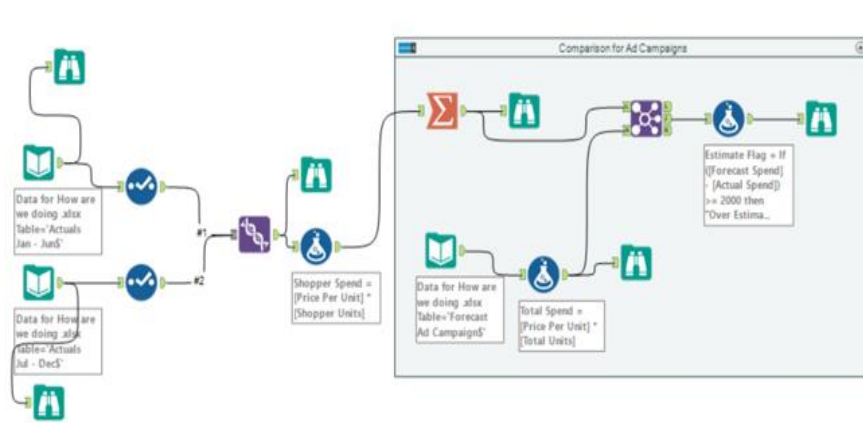 Comparison for Ad Campaigns
Data for How are
we doing .xlsx
Table='Actuals
Jan - Jun$'
#1
#2
Data for How are
we doing .xlsx
Table='Actuals
Jul - Dec$'
Shopper Spend =
[Price Per Unit] *
[Shopper Units]
Estimate Flag = If
([Forecast Spend]
- [Actual Spend])
>= 2000 then
"Over Estima...
Data for How are
we doing .xlsx
Table='Forecast
Ad Campaign$'
Total Spend =
[Price Per Unit] *
[Total Units]